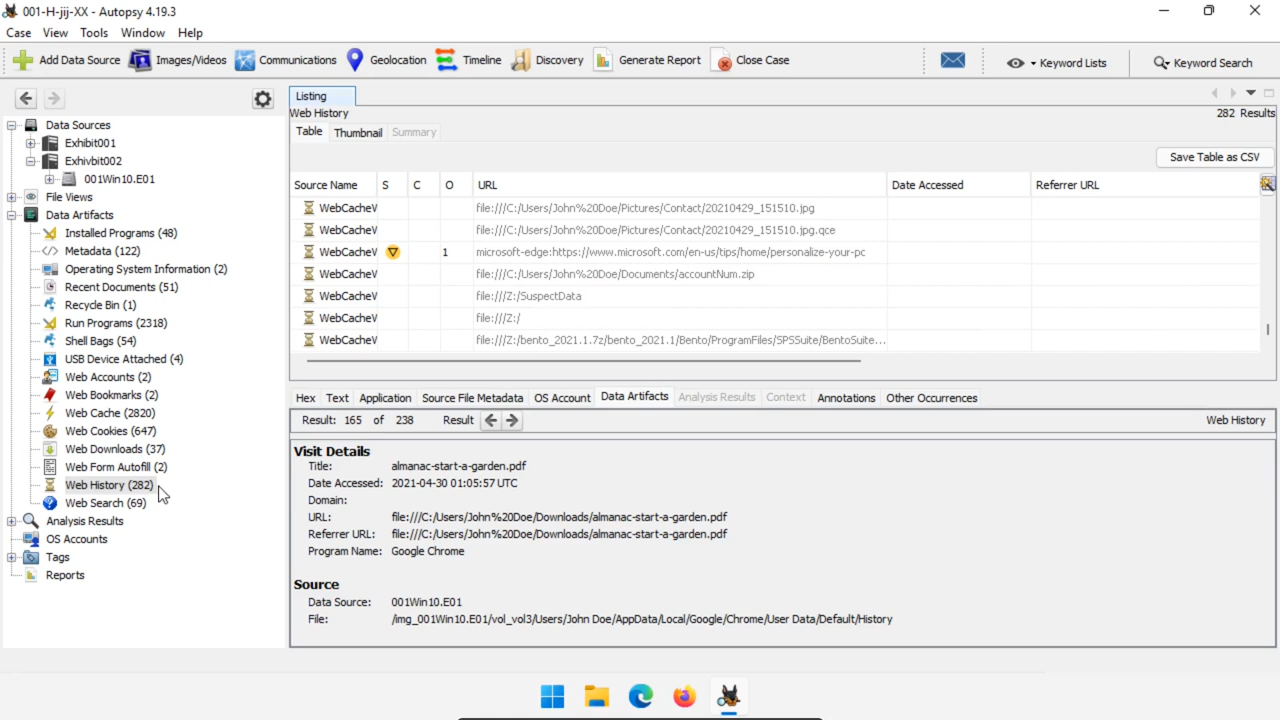 001-H-jij-XX - Autopsy 4.19.3
Case View Tools Window Help
Add Data Source Images/Videos Communications Geolocation Timeline Discovery Generate Report Close Case Keyword Lists Keyword Search
Data Sources
Exhibit001
Exhivbit002
001Win10.E01
File Views
Data Artifacts
Installed Programs (48)
Metadata (122)
Operating System Information (2)
Recent Documents (51)
Recycle Bin (1)
Run Programs (2318)
Shell Bags (54)
USB Device Attached (4)
Web Accounts (2)
Web Bookmarks (2)
Web Cache (2820)
Web Cookies (647)
Web Downloads (37)
Web Form Autofill (2)
Web History (282)
Web Search (69)
Analysis Results
OS Accounts
Tags
Reports
Listing
Web History 282 Results
Table Thumbnail Summary
Save Table as CSV
Source Name S C O URL Date Accessed Referrer URL
WebCacheV file:///C:/Users/John%20Doe/Pictures/Contact/20210429_151510.jpg
WebCacheV file:///C:/Users/John%20Doe/Pictures/Contact/20210429_151510.jpg.qce
WebCacheV 1 microsoft-edge:https://www.microsoft.com/en-us/tips/home/personalize-your-pc
WebCacheV file:///C:/Users/John%20Doe/Documents/accountNum.zip
WebCacheV file:///Z:/SuspectData
WebCacheV file:///Z:/
WebCacheV file:///Z:/bento_2021.1.7z/bento_2021.1/Bento/ProgramFiles/SPSSuite/BentoSuite...
Hex Text Application Source File Metadata OS Account Data Artifacts Analysis Results Context Annotations Other Occurrences
Result: 165 of 238 Result Web History
Visit Details
Title: almanac-start-a-garden.pdf
Date Accessed: 2021-04-30 01:05:57 UTC
Domain:
URL: file:///C:/Users/John%20Doe/Downloads/almanac-start-a-garden.pdf
Referrer URL: file:///C:/Users/John%20Doe/Downloads/almanac-start-a-garden.pdf
Program Name: Google Chrome
Source
Data Source: 001Win10.E01
File: /img_001Win10.E01/vol_vol3/Users/John Doe/AppData/Local/Google/Chrome/User Data/Default/History